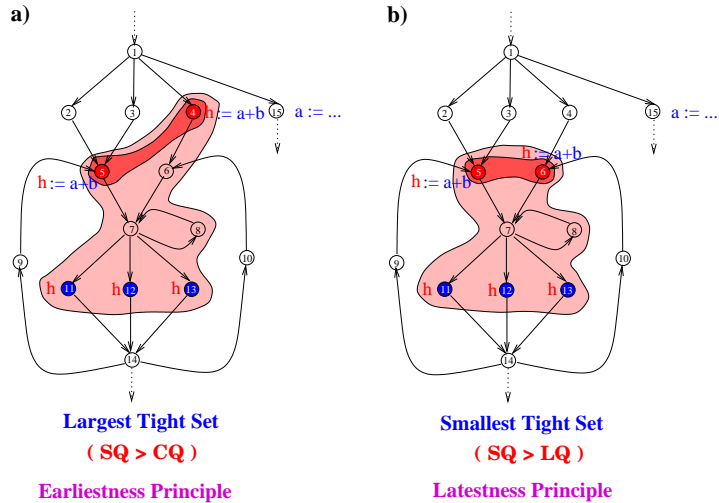 a)
1
2
3
4
h := a+b
15
a := ...
5
6
h := a+b
7
8
9
10
h 11
h 12
h 13
14
Largest Tight Set
( SQ > CQ )
Earliestness Principle
b)
1
2
3
4
15
a := ...
h := a+b
5
6
h := a+b
7
8
9
10
h 11
h 12
h 13
14
Smallest Tight Set
( SQ > LQ )
Latestness Principle